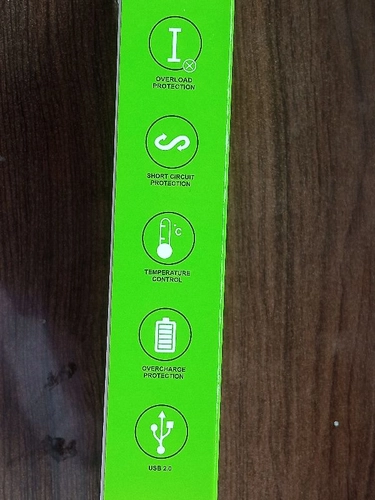 I
OVERLOAD
PROTECTION
SHORT CIRCUIT
PROTECTION
°C
TEMPERATURE
CONTROL
OVERCHARGE
PROTECTION
USB 2.0